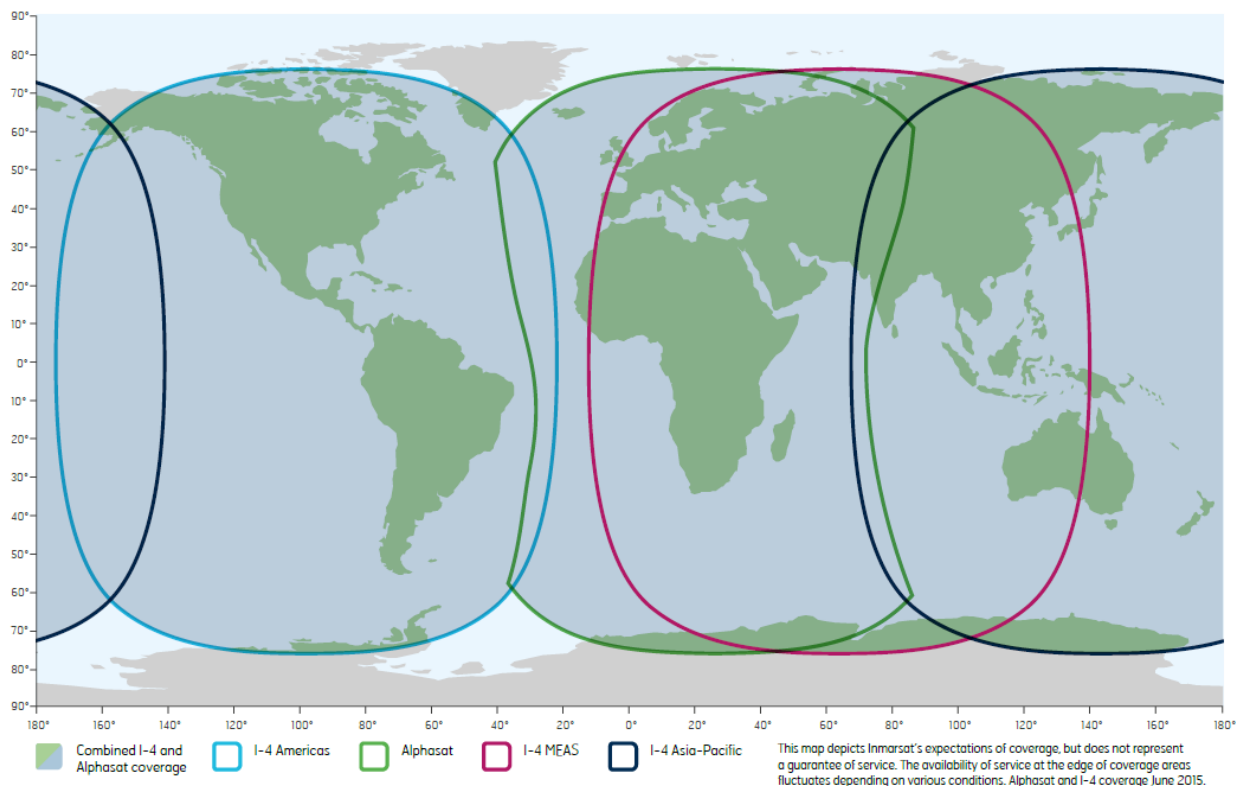 90°
80°
70°
60°
50°
40°
30°
20°
10°
0°
10°
20°
30°
40°
50°
60°
70°
80°
90°
180° 160° 140° 120° 100° 80° 60° 40° 20° 0° 20° 40° 60° 80° 100° 120° 140° 160° 180°
Combined I-4 and
Alphasat coverage
I-4 Americas
Alphasat
I-4 MEAS
I-4 Asia-Pacific
This map depicts Inmarsat's expectations of coverage, but does not represent
a guarantee of service. The availability of service at the edge of coverage areas
fluctuates depending on various conditions. Alphasat and I-4 coverage June 2015.